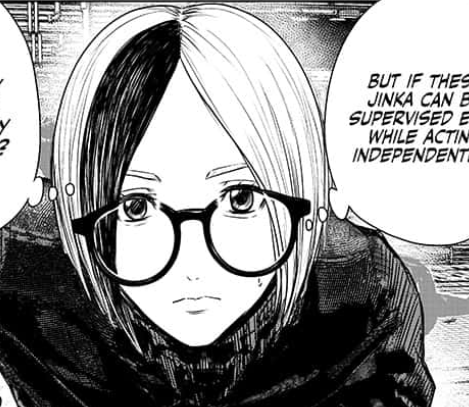 ?
BUT IF THES
JINKA CAN B
SUPERVISED E
WHILE ACTIN
INDEPENDENT